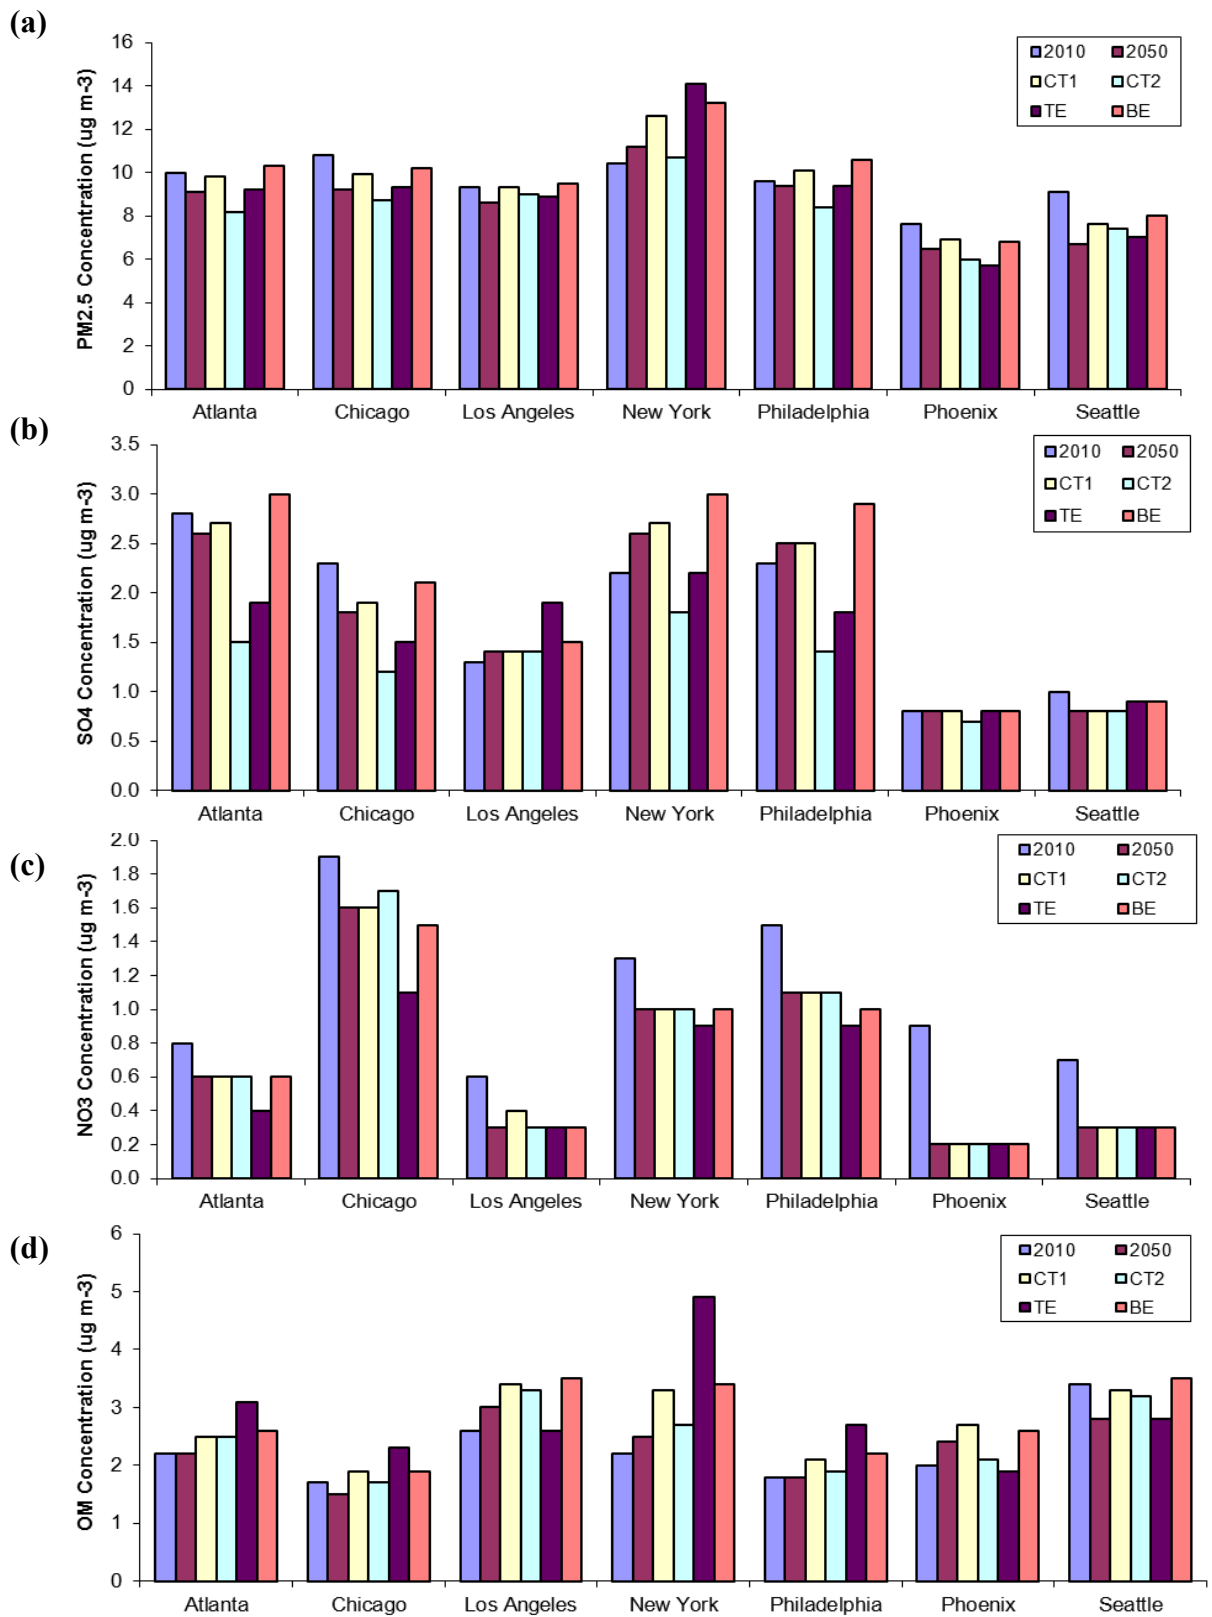 (a)
PM2.5 Concentration (ug m-3)
16
14
12
10
8
6
4
2
0
2010 2050
CT1 CT2
TE BE
Atlanta Chicago Los Angeles New York Philadelphia Phoenix Seattle
(b)
SO4 Concentration (ug m-3)
3.5
3.0
2.5
2.0
1.5
1.0
0.5
0.0
2010 2050
CT1 CT2
TE BE
Atlanta Chicago Los Angeles New York Philadelphia Phoenix Seattle
(c)
NO3 Concentration (ug m-3)
2.0
1.8
1.6
1.4
1.2
1.0
0.8
0.6
0.4
0.2
0.0
2010 2050
CT1 CT2
TE BE
Atlanta Chicago Los Angeles New York Philadelphia Phoenix Seattle
(d)
OM Concentration (ug m-3)
6
5
4
3
2
1
0
2010 2050
CT1 CT2
TE BE
Atlanta Chicago Los Angeles New York Philadelphia Phoenix Seattle